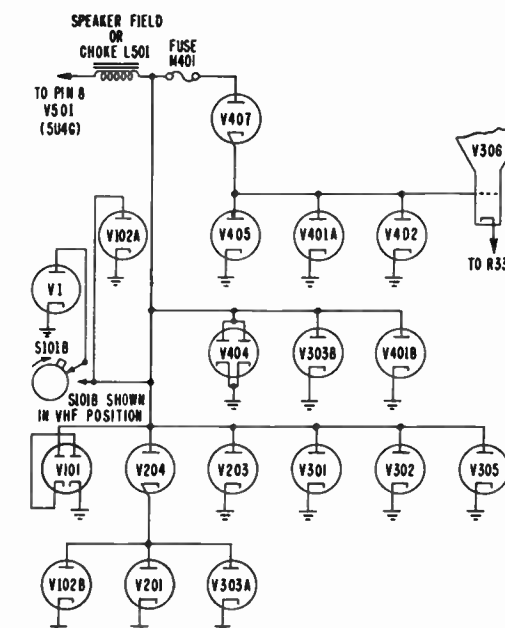 SPEAKER FIELD
OR
CHOKE L501
FUSE
M401
TO PIN 8
V501
(5U4G)
V407
V306
V102A
V405
V401A
V402
TO R33
V1
S101B
V404
V303B
V401B
S101B SHOWN
IN VHF POSITION
V101
V204
V203
V301
V302
V305
V102B
V201
V303A